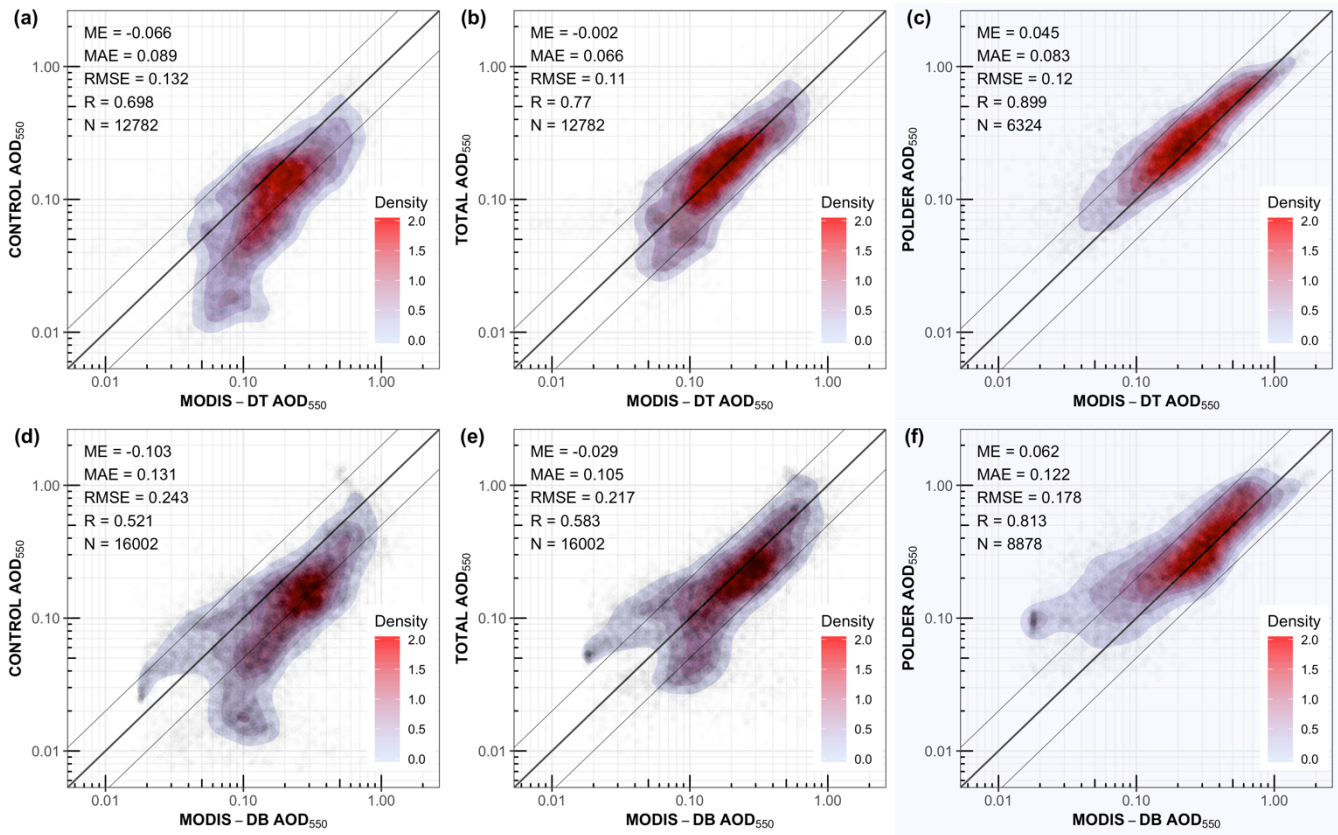 (a)
ME = -0.066
MAE = 0.089
RMSE = 0.132
R = 0.698
N = 12782
CONTROL AOD550
1.00
0.10
0.01
Density
2.0
1.5
1.0
0.5
0.0
0.01 0.10 1.00
MODIS – DT AOD550
(b)
ME = -0.002
MAE = 0.066
RMSE = 0.11
R = 0.77
N = 12782
TOTAL AOD550
1.00
0.10
0.01
Density
2.0
1.5
1.0
0.5
0.0
0.01 0.10 1.00
MODIS – DT AOD550
(c)
ME = 0.045
MAE = 0.083
RMSE = 0.12
R = 0.899
N = 6324
POLDER AOD550
1.00
0.10
0.01
Density
2.0
1.5
1.0
0.5
0.0
0.01 0.10 1.00
MODIS – DT AOD550
(d)
ME = -0.103
MAE = 0.131
RMSE = 0.243
R = 0.521
N = 16002
CONTROL AOD550
1.00
0.10
0.01
Density
2.0
1.5
1.0
0.5
0.0
0.01 0.10 1.00
MODIS – DB AOD550
(e)
ME = -0.029
MAE = 0.105
RMSE = 0.217
R = 0.583
N = 16002
TOTAL AOD550
1.00
0.10
0.01
Density
2.0
1.5
1.0
0.5
0.0
0.01 0.10 1.00
MODIS – DB AOD550
(f)
ME = 0.062
MAE = 0.122
RMSE = 0.178
R = 0.813
N = 8878
POLDER AOD550
1.00
0.10
0.01
Density
2.0
1.5
1.0
0.5
0.0
0.01 0.10 1.00
MODIS – DB AOD550